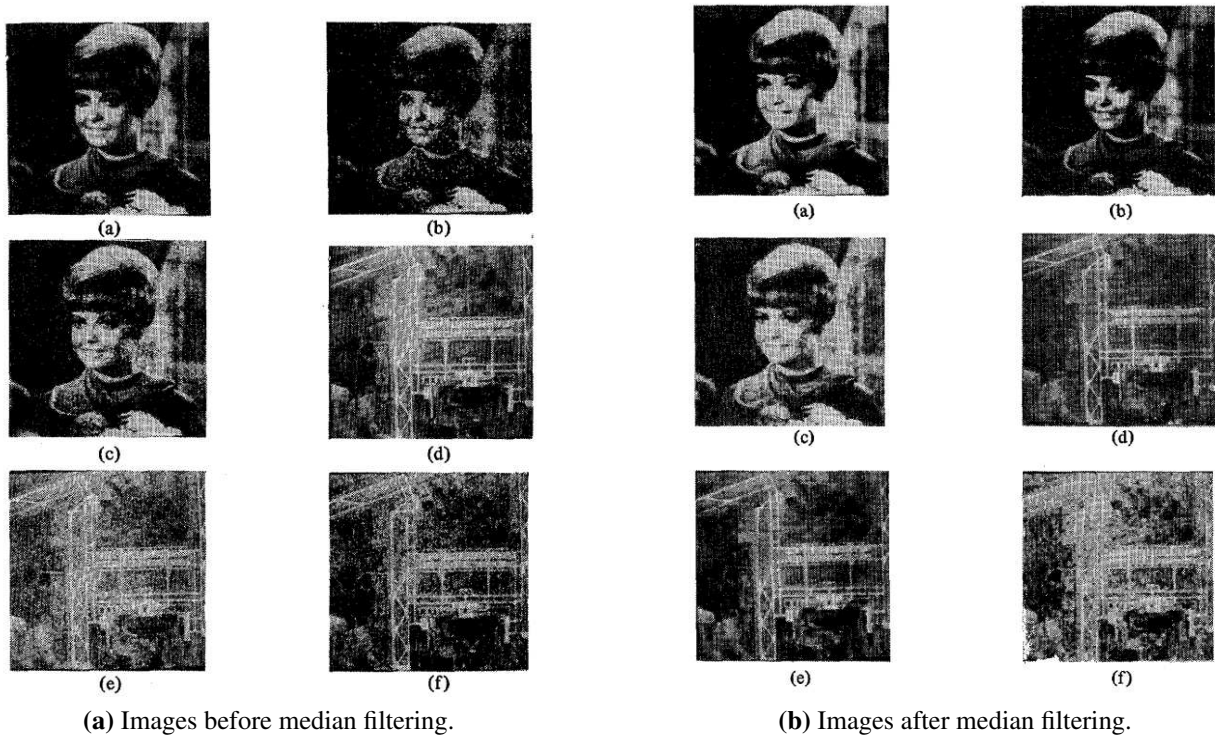 (a)
(b)
(c)
(d)
(e)
(f)
(a) Images before median filtering.
(a)
(b)
(c)
(d)
(e)
(f)
(b) Images after median filtering.